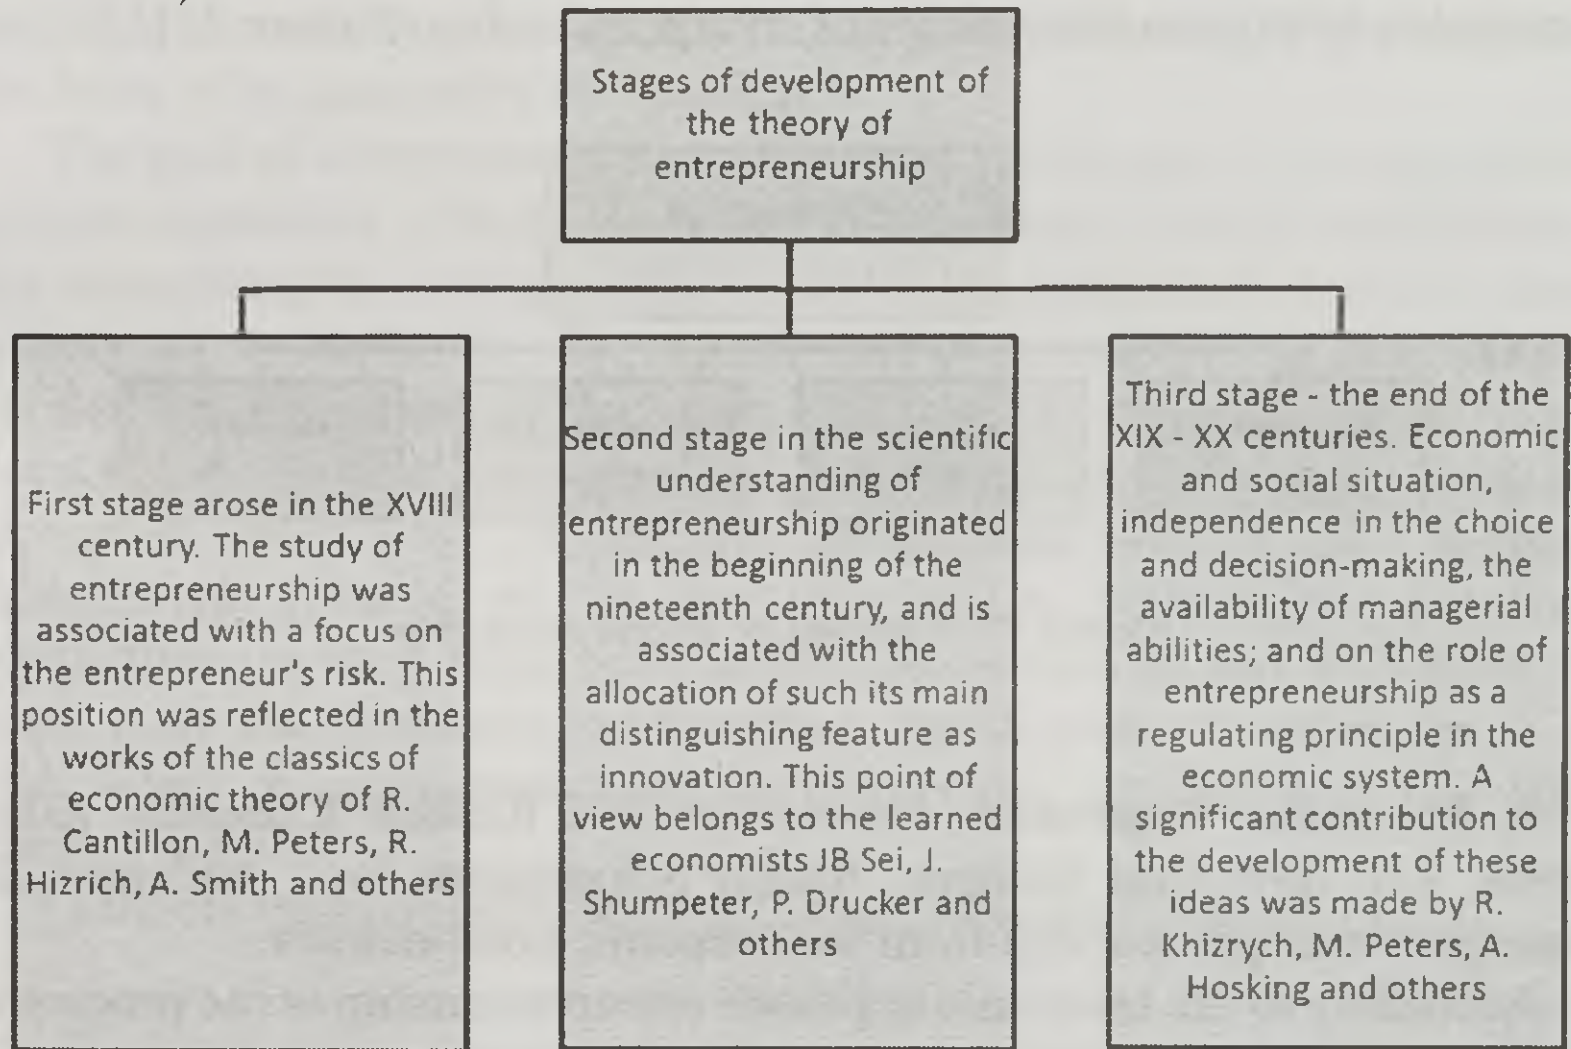 Stages of development of
the theory of
entrepreneurship
First stage arose in the XVIII
century. The study of
entrepreneurship was
associated with a focus on
the entrepreneur's risk. This
position was reflected in the
works of the classics of
economic theory of R.
Cantillon, M. Peters, R.
Hizrich, A. Smith and others
Second stage in the scientific
understanding of
entrepreneurship originated
in the beginning of the
nineteenth century, and is
associated with the
allocation of such its main
distinguishing feature as
innovation. This point of
view belongs to the learned
economists JB Sei, J.
Shumpeter, P. Drucker and
others
Third stage - the end of the
XIX - XX centuries. Economic
and social situation,
independence in the choice
and decision-making, the
availability of managerial
abilities; and on the role of
entrepreneurship as a
regulating principle in the
economic system. A
significant contribution to
the development of these
ideas was made by R.
Khizrych, M. Peters, A.
Hosking and others